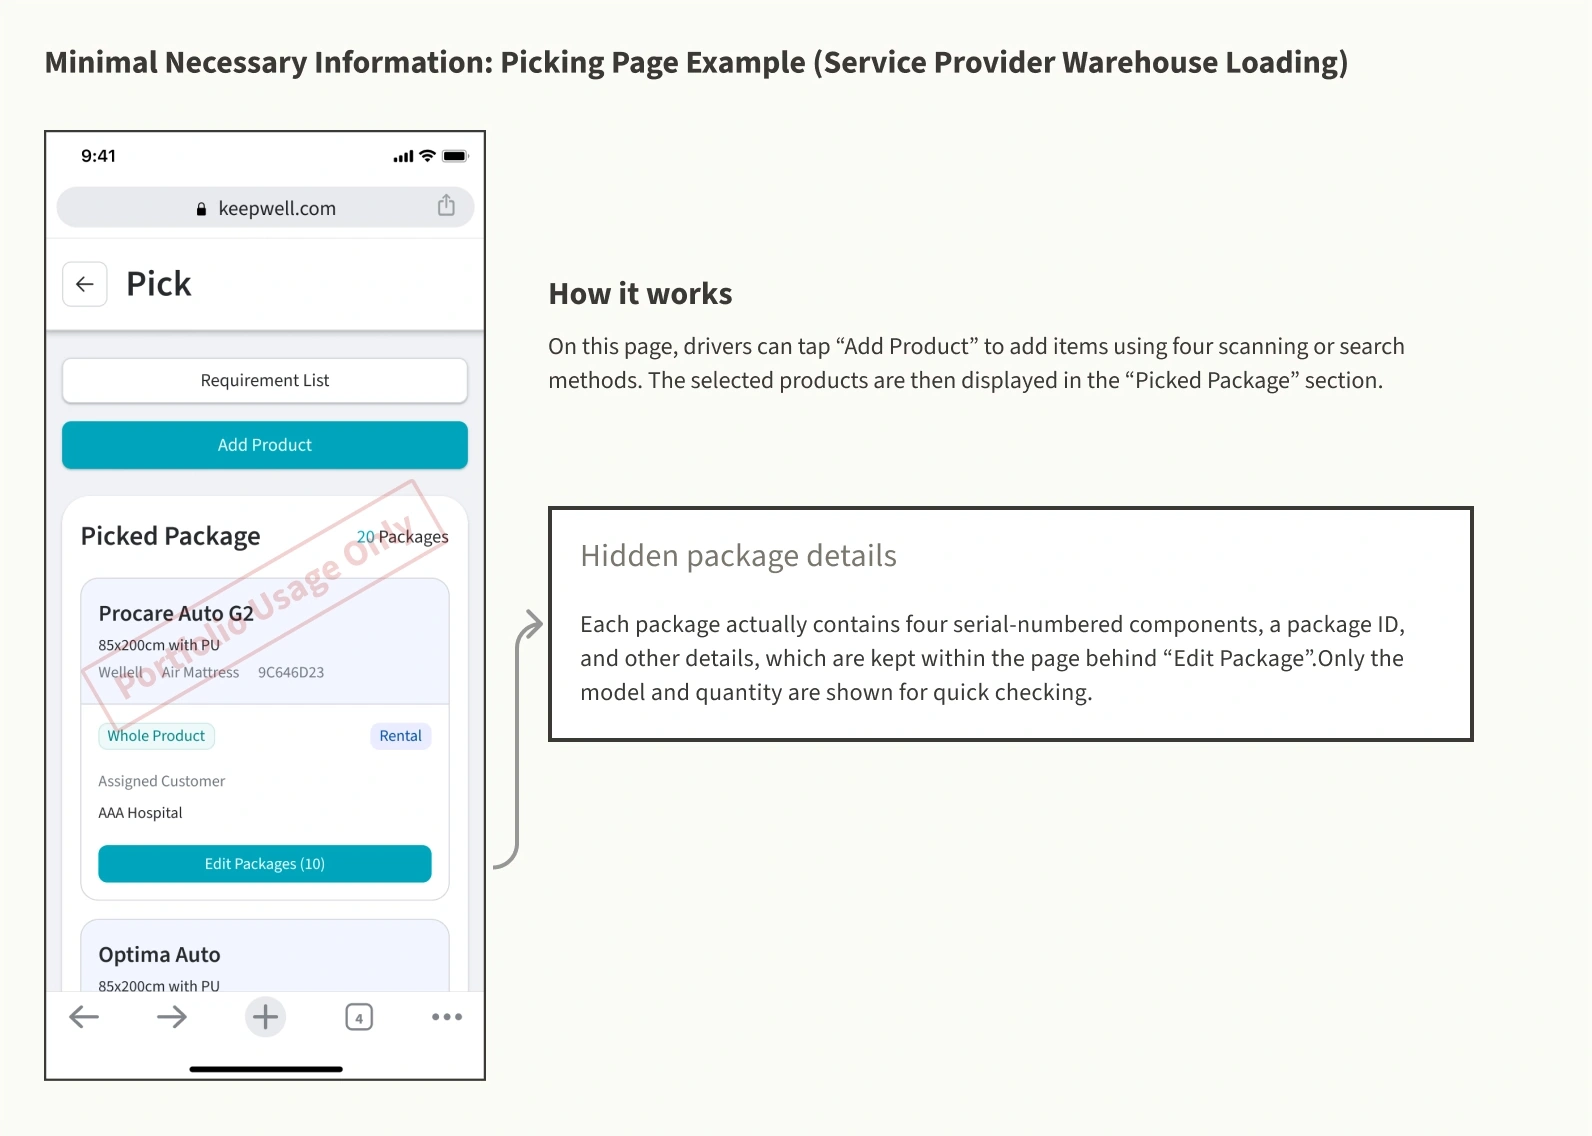 Minimal Necessary Information: Picking Page Example (Service Provider Warehouse Loading)
9:41
keepwell.com
Pick
Requirement List
Add Product
Picked Package
20 Packages
Procare Auto G2
85x200cm with PU
Wellell Air Mattress 9C646D23
Portfolio Usage Only
Whole Product
Rental
Assigned Customer
AAA Hospital
Edit Packages (10)
Optima Auto
85x200cm with PU
4
How it works
On this page, drivers can tap “Add Product” to add items using four scanning or search
methods. The selected products are then displayed in the “Picked Package” section.
Hidden package details
Each package actually contains four serial-numbered components, a package ID,
and other details, which are kept within the page behind “Edit Package”.Only the
model and quantity are shown for quick checking.